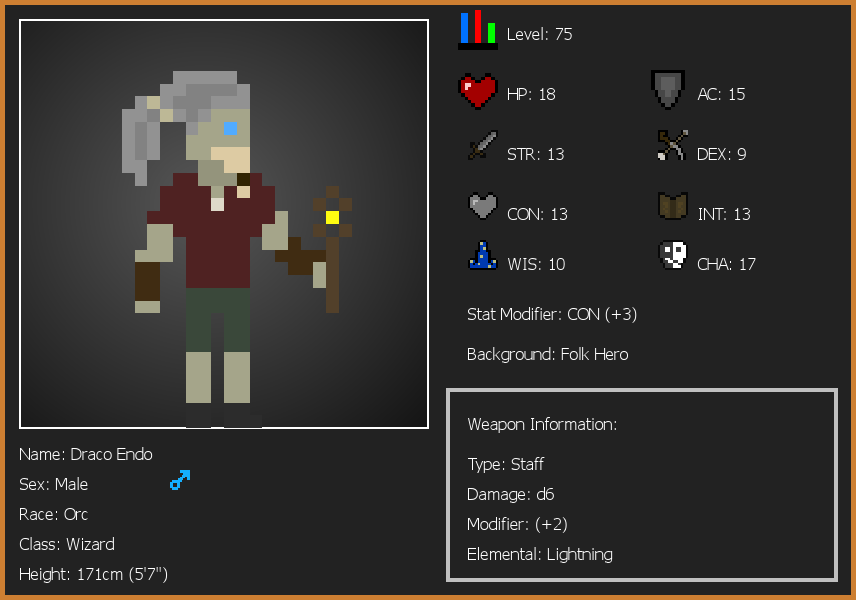 Level: 75
HP: 18
AC: 15
STR: 13
DEX: 9
CON: 13
INT: 13
WIS: 10
CHA: 17
Stat Modifier: CON (+3)
Background: Folk Hero
Weapon Information:
Type: Staff
Damage: d6
Modifier: (+2)
Elemental: Lightning
Name: Draco Endo
Sex: Male
Race: Orc
Class: Wizard
Height: 171cm (5'7")